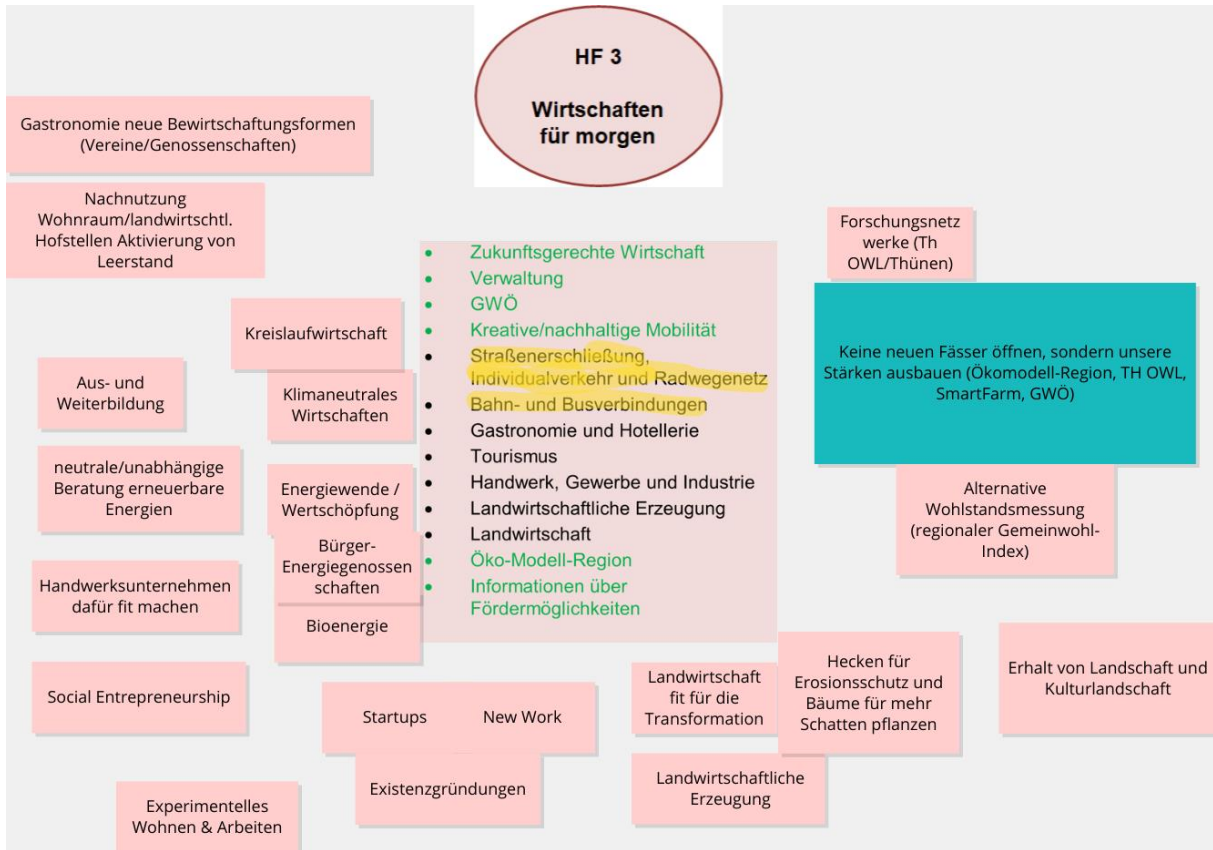 HF 3
Wirtschaften
für morgen
Gastronomie neue Bewirtschaftungsformen
(Vereine/Genossenschaften)
Nachnutzung
Wohnraum/landwirtschtl.
Hofstellen Aktivierung von
Leerstand
Kreislaufwirtschaft
Aus- und
Weiterbildung
Klimaneutrales
Wirtschaften
neutrale/unabhängige
Beratung erneuerbare
Energien
Energiewende /
Wertschöpfung
Bürger-
Energiegenossen
schaften
Handwerksunternehmen
dafür fit machen
Bioenergie
Social Entrepreneurship
• Zukunftsgerechte Wirtschaft
• Verwaltung
• GWÖ
• Kreative/nachhaltige Mobilität
• Straßenerschließung,
Individualverkehr und Radwegenetz
• Bahn- und Busverbindungen
• Gastronomie und Hotellerie
• Tourismus
• Handwerk, Gewerbe und Industrie
• Landwirtschaftliche Erzeugung
• Landwirtschaft
• Öko-Modell-Region
• Informationen über
Fördermöglichkeiten
Forschungsnetz
werke (Th
OWL/Thünen)
Keine neuen Fässer öffnen, sondern unsere
Stärken ausbauen (Ökomodell-Region, TH OWL,
SmartFarm, GWÖ)
Alternative
Wohlstandsmessung
(regionaler Gemeinwohl-
Index)
Startups
New Work
Existenzgründungen
Experimentelles
Wohnen & Arbeiten
Landwirtschaft
fit für die
Transformation
Hecken für
Erosionsschutz und
Bäume für mehr
Schatten pflanzen
Erhalt von Landschaft und
Kulturlandschaft
Landwirtschaftliche
Erzeugung